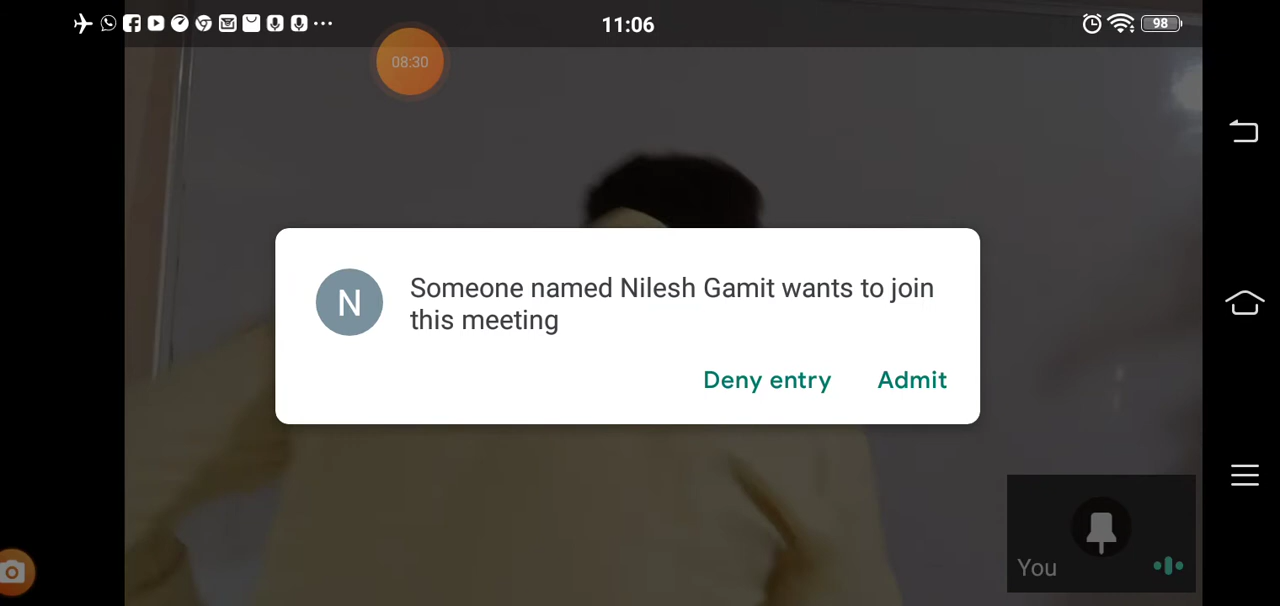 11:06
98
08:30
N
Someone named Nilesh Gamit wants to join
this meeting
Deny entry
Admit
You